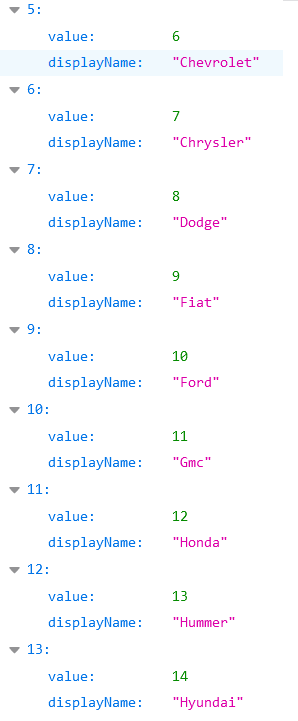 5:
value: 6
displayName: "Chevrolet"
6:
value: 7
displayName: "Chrysler"
7:
value: 8
displayName: "Dodge"
8:
value: 9
displayName: "Fiat"
9:
value: 10
displayName: "Ford"
10:
value: 11
displayName: "Gmc"
11:
value: 12
displayName: "Honda"
12:
value: 13
displayName: "Hummer"
13:
value: 14
displayName: "Hyundai"